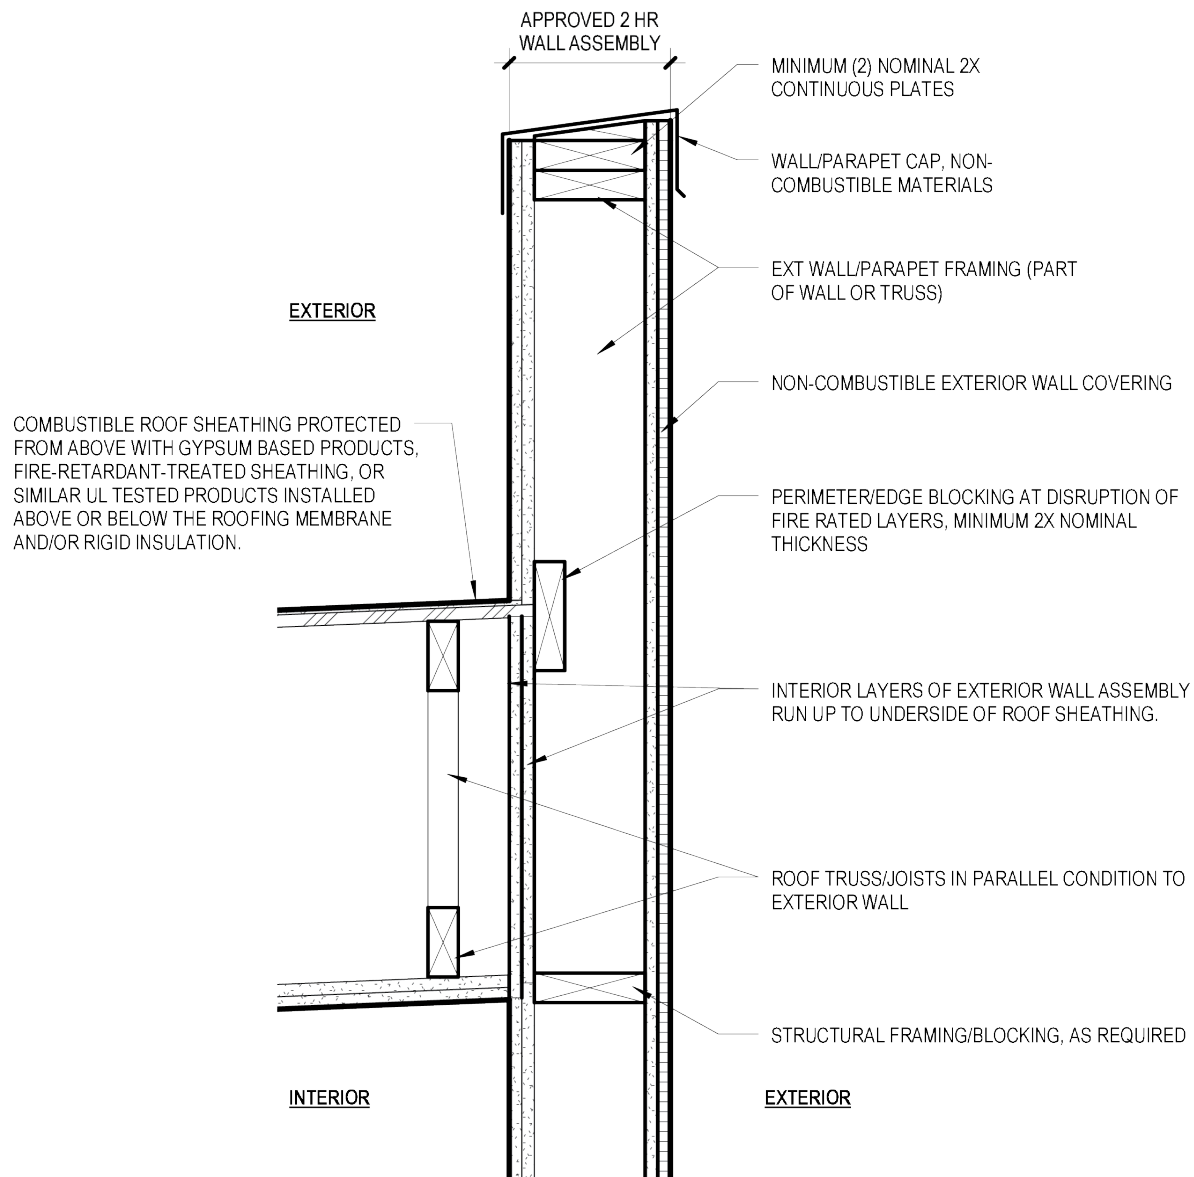 APPROVED 2 HR
WALL ASSEMBLY
MINIMUM (2) NOMINAL 2X
CONTINUOUS PLATES
WALL/PARAPET CAP, NON-
COMBUSTIBLE MATERIALS
EXT WALL/PARAPET FRAMING (PART
OF WALL OR TRUSS)
EXTERIOR
NON-COMBUSTIBLE EXTERIOR WALL COVERING
COMBUSTIBLE ROOF SHEATHING PROTECTED
FROM ABOVE WITH GYPSUM BASED PRODUCTS,
FIRE-RETARDANT-TREATED SHEATHING, OR
SIMILAR UL TESTED PRODUCTS INSTALLED
ABOVE OR BELOW THE ROOFING MEMBRANE
AND/OR RIGID INSULATION.
PERIMETER/EDGE BLOCKING AT DISRUPTION OF
FIRE RATED LAYERS, MINIMUM 2X NOMINAL
THICKNESS
INTERIOR LAYERS OF EXTERIOR WALL ASSEMBLY
RUN UP TO UNDERSIDE OF ROOF SHEATHING.
ROOF TRUSS/JOISTS IN PARALLEL CONDITION TO
EXTERIOR WALL
STRUCTURAL FRAMING/BLOCKING, AS REQUIRED
INTERIOR
EXTERIOR